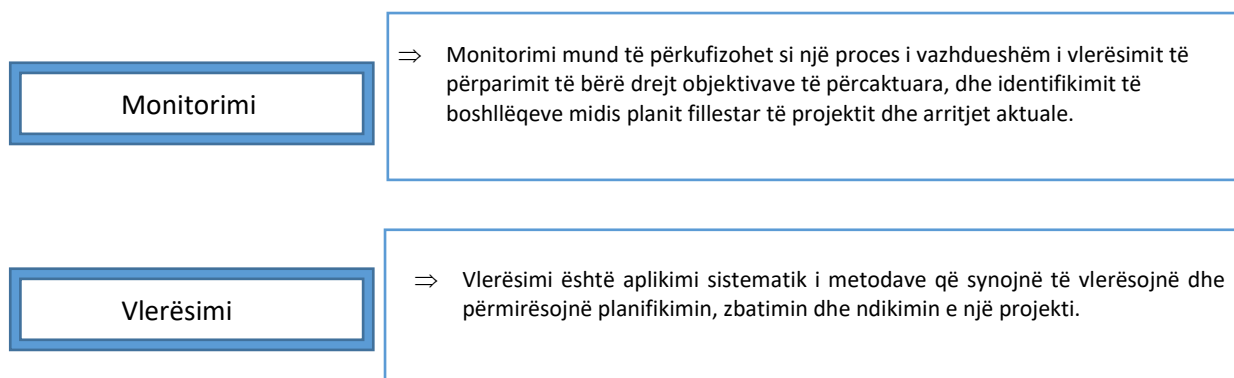 Monitorimi
⇒ Monitorimi mund të përkufizohet si një proces i vazhdueshëm i vlerësimit të
përparimit të bërë drejt objektivave të përcaktuara, dhe identifikimit të
boshllëqeve midis planit fillestar të projektit dhe arritjet aktuale.
Vlerësimi
⇒ Vlerësimi është aplikimi sistematik i metodave që synojnë të vlerësojnë dhe
përmirësojnë planifikimin, zbatimin dhe ndikimin e një projekti.